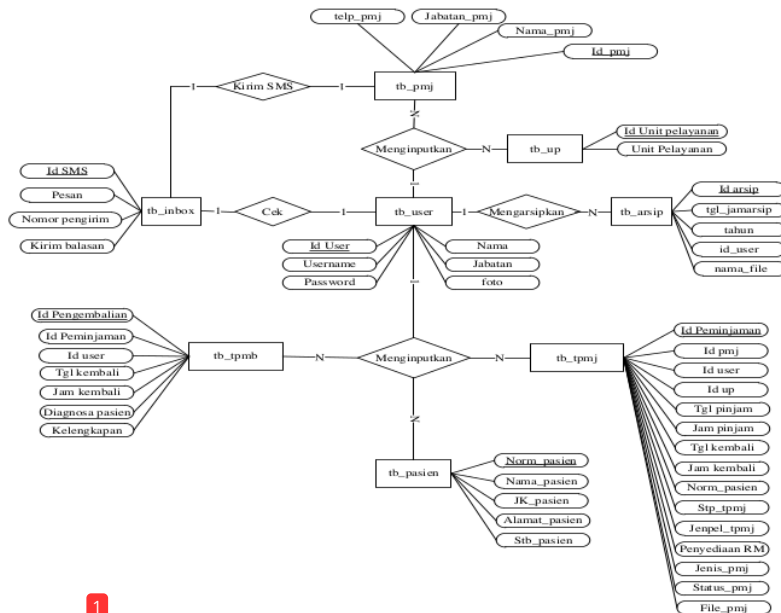 telp_pmj
Jabatan_pmj
Nama_pmj
Id_pmj
1
Kirim SMS
1
tb_pmj
N
Menginputkan
N
tb_up
Id Unit pelayanan
Unit Pelayanan
1
Id SMS
Pesan
Nomor pengirim
Kirim balasan
tb_inbox
1
Cek
1
tb_user
1
Mengarsipkan
N
tb_arsip
Id arsip
tgl_jamarsip
tahun
id_user
nama_file
Id User
Username
Password
Nama
Jabatan
foto
1
Id Pengembalian
Id Peminjaman
Id user
Tgl kembali
Jam kembali
Diagnosa pasien
Kelengkapan
tb_tpmb
N
Menginputkan
N
tb_tpmj
Id Peminjaman
Id pmj
Id user
Id up
Tgl pinjam
Jam pinjam
Tgl kembali
Jam kembali
Norm_pasien
Stp_tpmj
Jenpel_tpmj
Penyediaan RM
Jenis_pmj
Status_pmj
File_pmj
N
tb_pasien
Norm_pasien
Nama_pasien
JK_pasien
Alamat_pasien
Stb_pasien
1